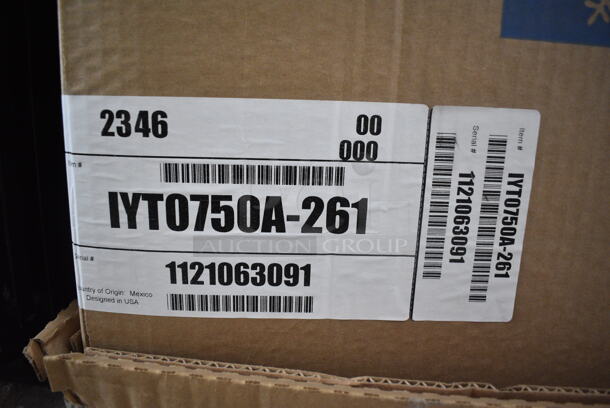 2346
00
000
Item #
IYT0750A-261
AUCTION GROUP
Serial #
1121063091
Country of Origin: Mexico
Designed in USA
Item #
IYT0750A-261
Serial #
1121063091